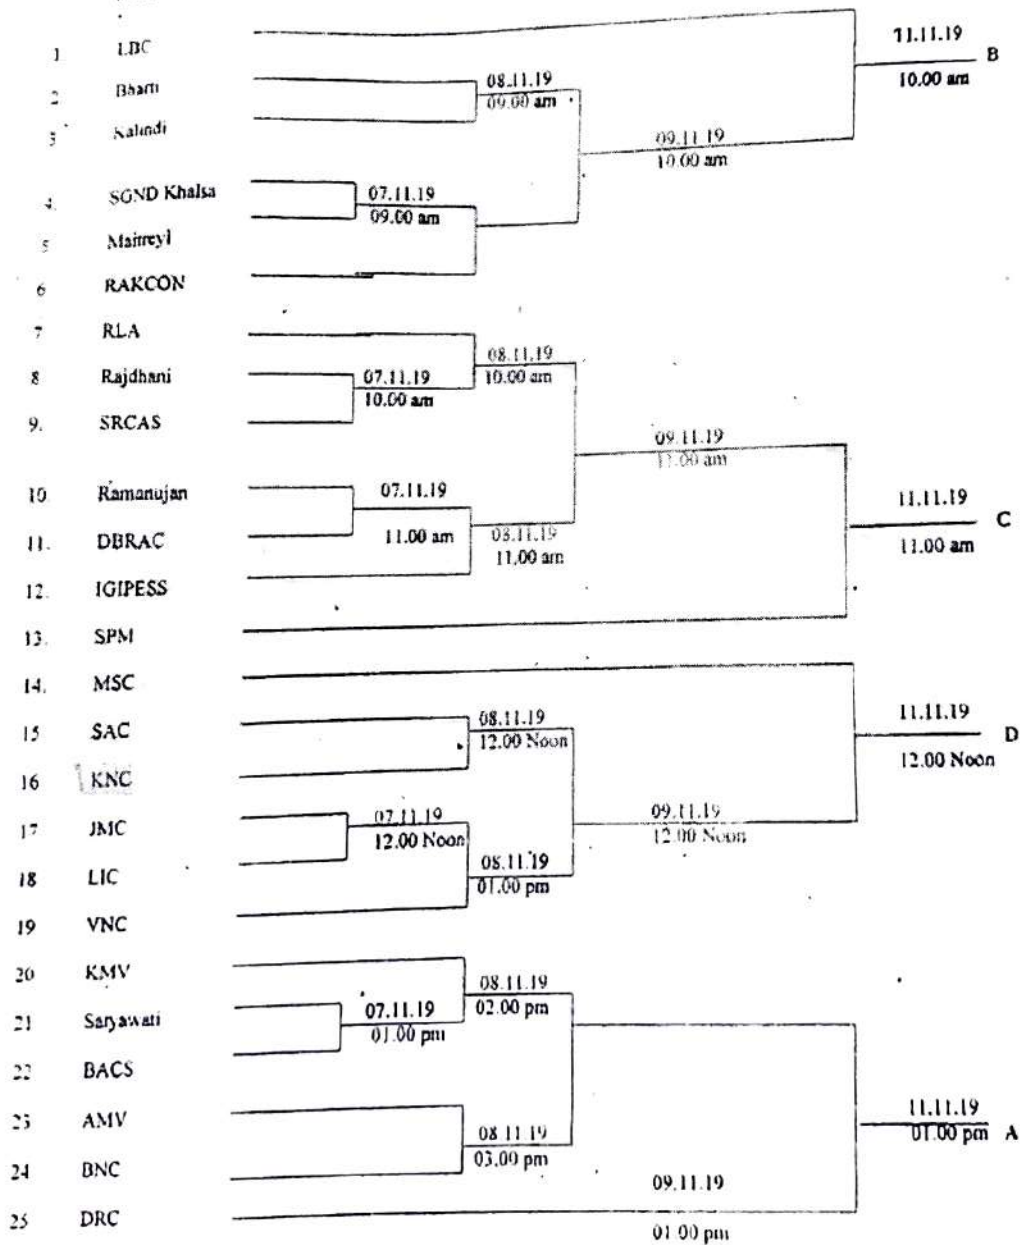 1 LBC
11.11.19
10.00 am B
2 Bharti
08.11.19
09.00 am
3 Kalindi
09.11.19
10.00 am
4. SGND Khalsa
07.11.19
09.00 am
5 Maitreyi
6 RAKCON
7 RLA
08.11.19
10.00 am
8 Rajdhani
07.11.19
10.00 am
9. SRCAS
09.11.19
11.00 am
10 Ramanujan
07.11.19
11.00 am
11.11.19
11.00 am C
11. DBRAC
08.11.19
11.00 am
12. IGIPESS
13. SPM
14. MSC
11.11.19
12.00 Noon D
15 SAC
08.11.19
12.00 Noon
16 KNC
17 JMC
07.11.19
12.00 Noon
09.11.19
12.00 Noon
18 LIC
08.11.19
01.00 pm
19 VNC
20 KMV
08.11.19
02.00 pm
21 Satyawati
07.11.19
01.00 pm
22 BACS
23 AMV
11.11.19
01.00 pm A
08.11.19
03.00 pm
24 BNC
09.11.19
25 DRC
01.00 pm